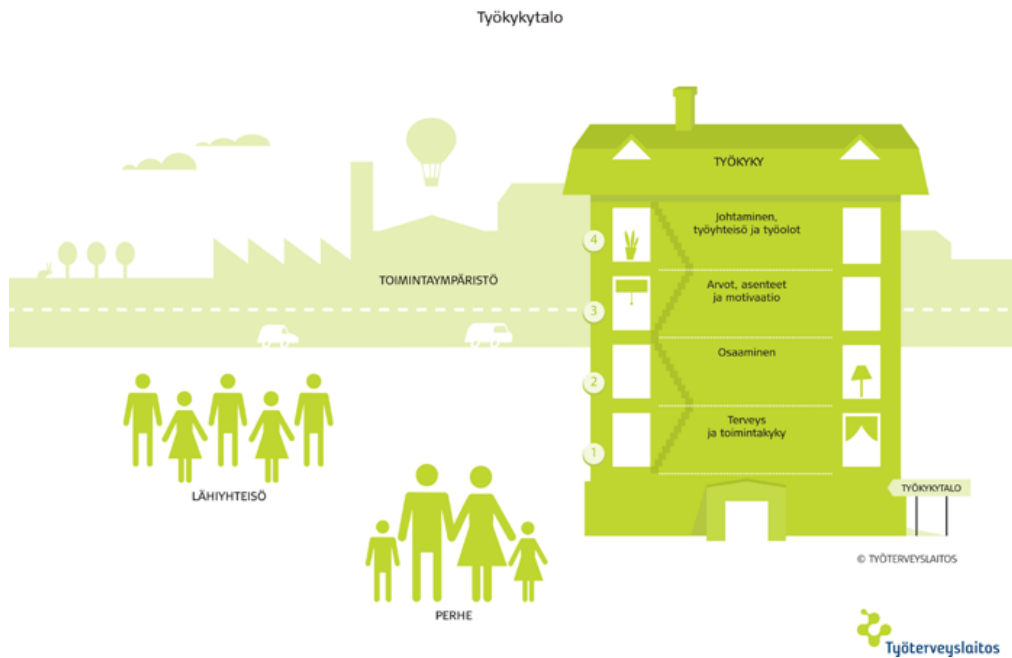 Työkykytalo
TYÖKYKY
4
Johtaminen,
työyhteisö ja työolot
TOIMINTAYMPÄRISTÖ
3
Arvot, asenteet
ja motivaatio
2
Osaaminen
1
Terveys
ja toimintakyky
LÄHIYHTEISÖ
TYÖKYKYTALO
PERHE
© TYÖTERVEYSLAITOS
Työterveyslaitos